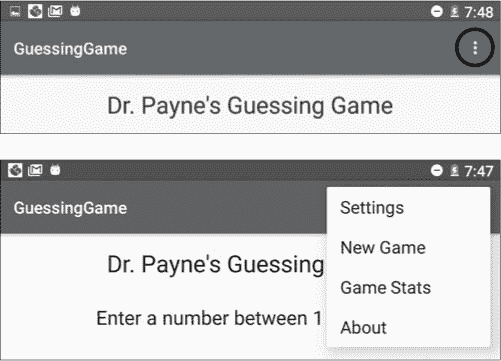 7:48
GuessingGame
Dr. Payne's Guessing Game
7:47
GuessingGame
Settings
New Game
Game Stats
About
Dr. Payne's Guessing
Enter a number between 1